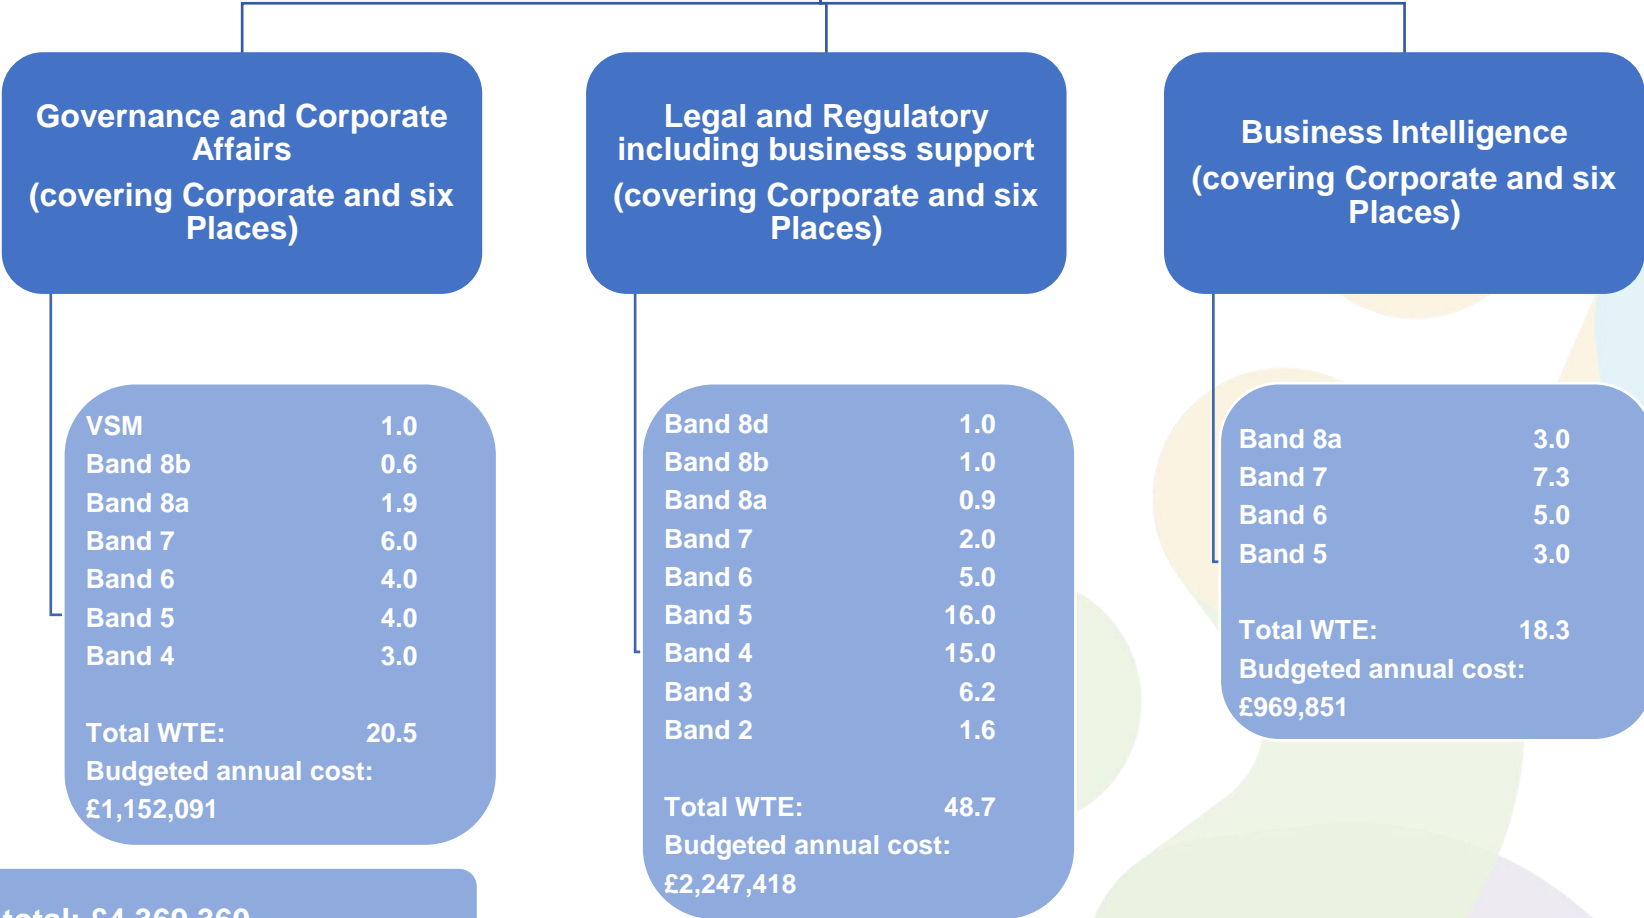 Governance and Corporate
Affairs
(covering Corporate and six
Places)
Legal and Regulatory
including business support
(covering Corporate and six
Places)
Business Intelligence
(covering Corporate and six
Places)
VSM 1.0
Band 8b 0.6
Band 8a 1.9
Band 7 6.0
Band 6 4.0
Band 5 4.0
Band 4 3.0
Total WTE: 20.5
Budgeted annual cost:
£1,152,091
Band 8d 1.0
Band 8b 1.0
Band 8a 0.9
Band 7 2.0
Band 6 5.0
Band 5 16.0
Band 4 15.0
Band 3 6.2
Band 2 1.6
Total WTE: 48.7
Budgeted annual cost:
£2,247,418
Band 8a 3.0
Band 7 7.3
Band 6 5.0
Band 5 3.0
Total WTE: 18.3
Budgeted annual cost:
£969,851
total: £4,369,360